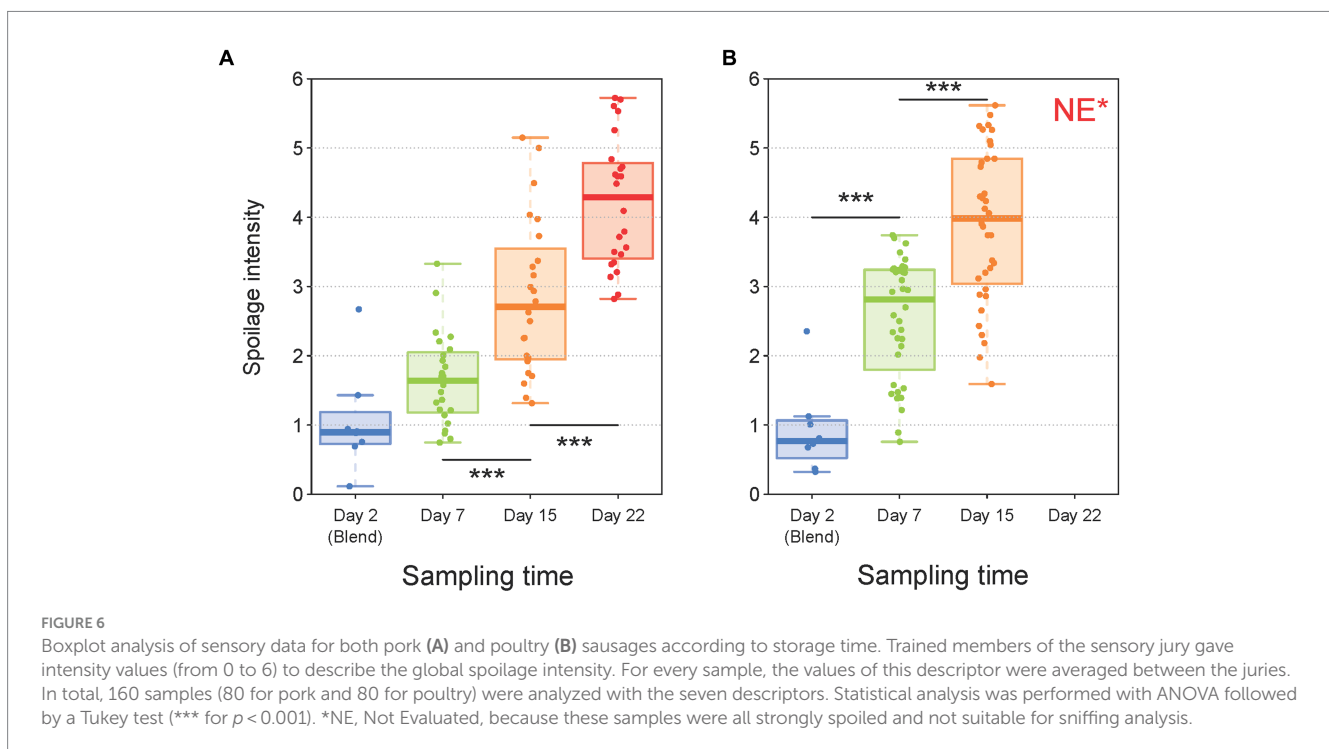 A
B
6
5
4
3
2
1
0
Spoilage intensity
***
***
Day 2
(Blend)
Day 7
Day 15
Day 22
Sampling time
6
5
4
3
2
1
0
***
***
NE*
Day 2
(Blend)
Day 7
Day 15
Day 22
Sampling time
FIGURE 6
Boxplot analysis of sensory data for both pork (A) and poultry (B) sausages according to storage time. Trained members of the sensory jury gave
intensity values (from 0 to 6) to describe the global spoilage intensity. For every sample, the values of this descriptor were averaged between the juries.
In total, 160 samples (80 for pork and 80 for poultry) were analyzed with the seven descriptors. Statistical analysis was performed with ANOVA followed
by a Tukey test (*** for p < 0.001). *NE, Not Evaluated, because these samples were all strongly spoiled and not suitable for sniffing analysis.